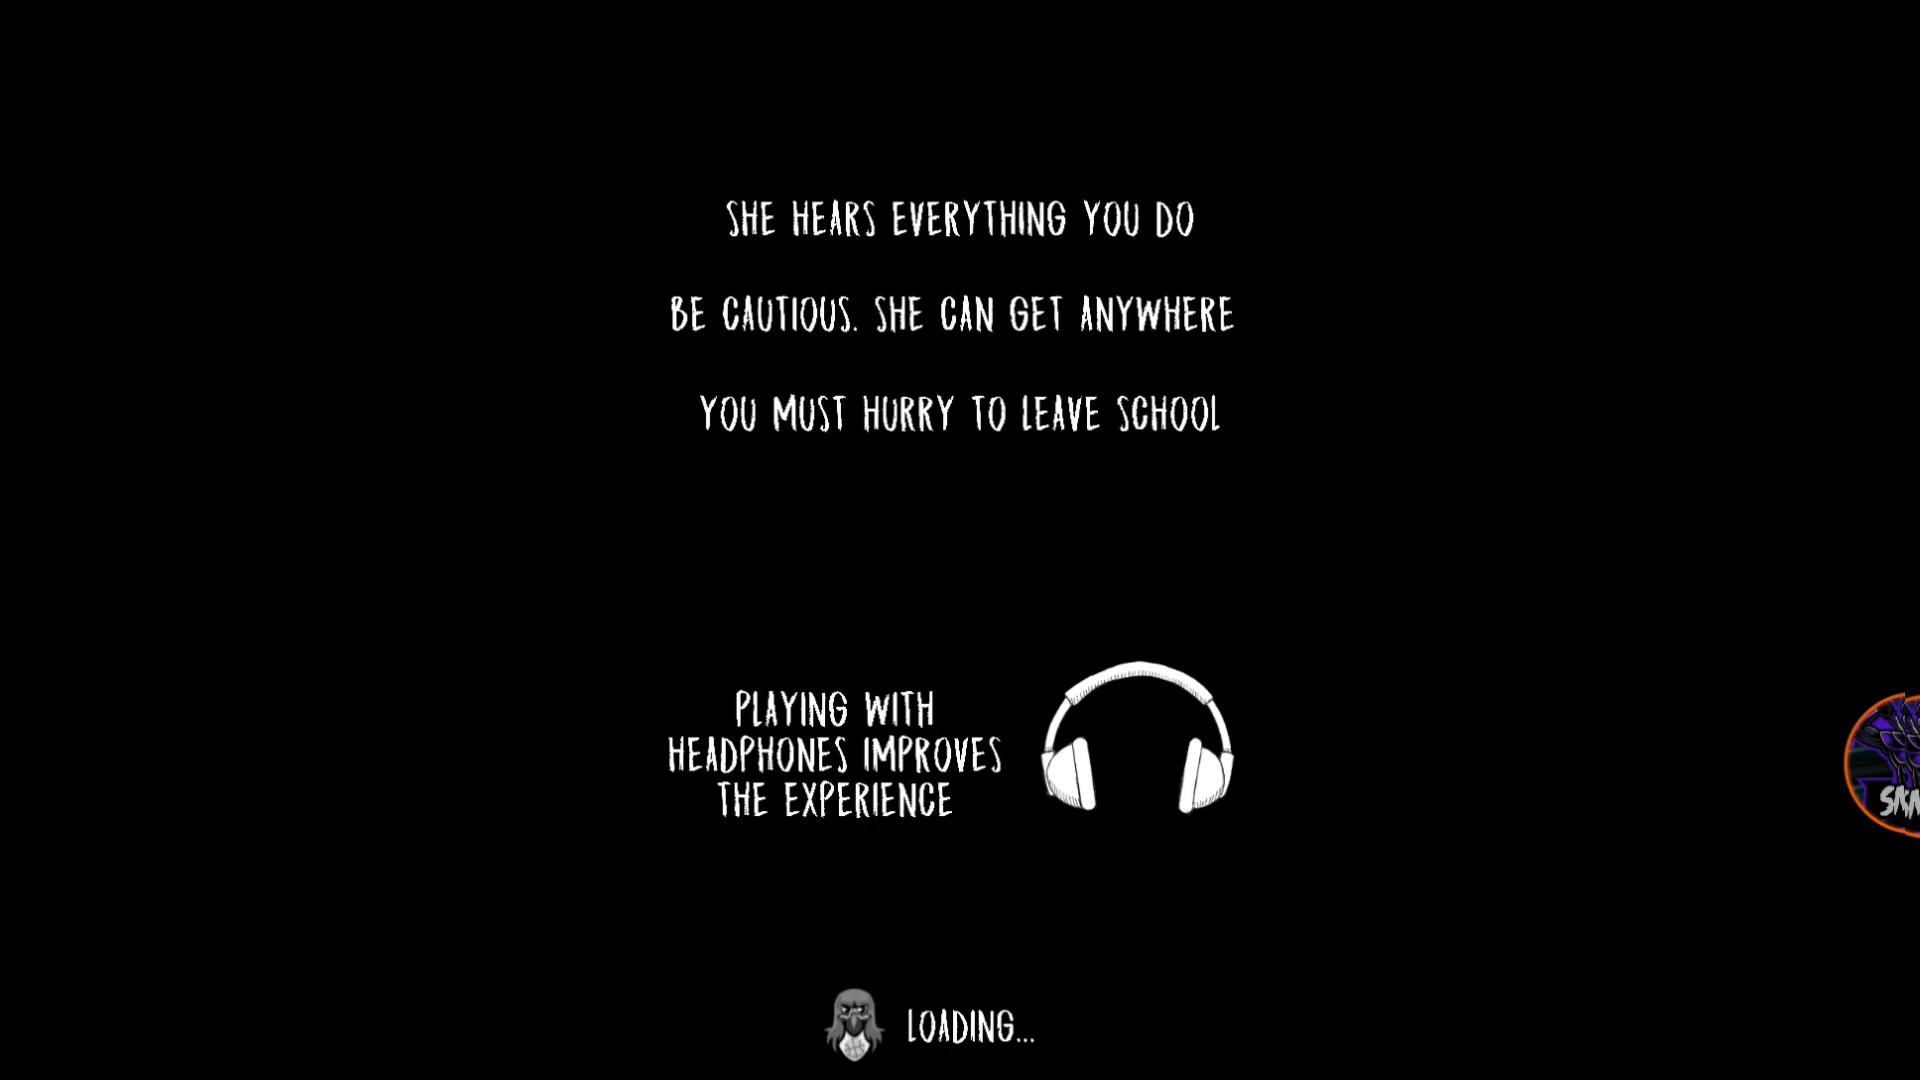 SHE HEARS EVERYTHING YOU DO
BE CAUTIOUS. SHE CAN GET ANYWHERE
YOU MUST HURRY TO LEAVE SCHOOL
PLAYING WITH
HEADPHONES IMPROVES
THE EXPERIENCE
LOADING...